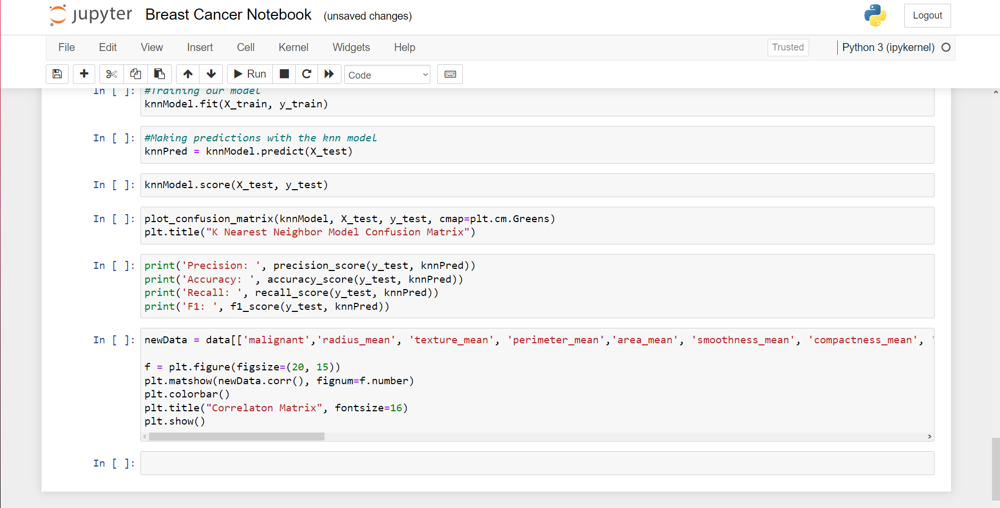 jupyter Breast Cancer Notebook (unsaved changes) Logout
File Edit View Insert Cell Kernel Widgets Help Trusted Python 3 (ipykernel)
Run Code
In [ ]: #Training our model
knnModel.fit(X_train, y_train)
In [ ]: #Making predictions with the knn model
knnPred = knnModel.predict(X_test)
In [ ]: knnModel.score(X_test, y_test)
In [ ]: plot_confusion_matrix(knnModel, X_test, y_test, cmap=plt.cm.Greens)
plt.title("K Nearest Neighbor Model Confusion Matrix")
In [ ]: print('Precision: ', precision_score(y_test, knnPred))
print('Accuracy: ', accuracy_score(y_test, knnPred))
print('Recall: ', recall_score(y_test, knnPred))
print('F1: ', f1_score(y_test, knnPred))
In [ ]: newData = data[['malignant','radius_mean', 'texture_mean', 'perimeter_mean','area_mean', 'smoothness_mean', 'compactness_mean', '
f = plt.figure(figsize=(20, 15))
plt.matshow(newData.corr(), fignum=f.number)
plt.colorbar()
plt.title("Correlaton Matrix", fontsize=16)
plt.show()
In [ ]: